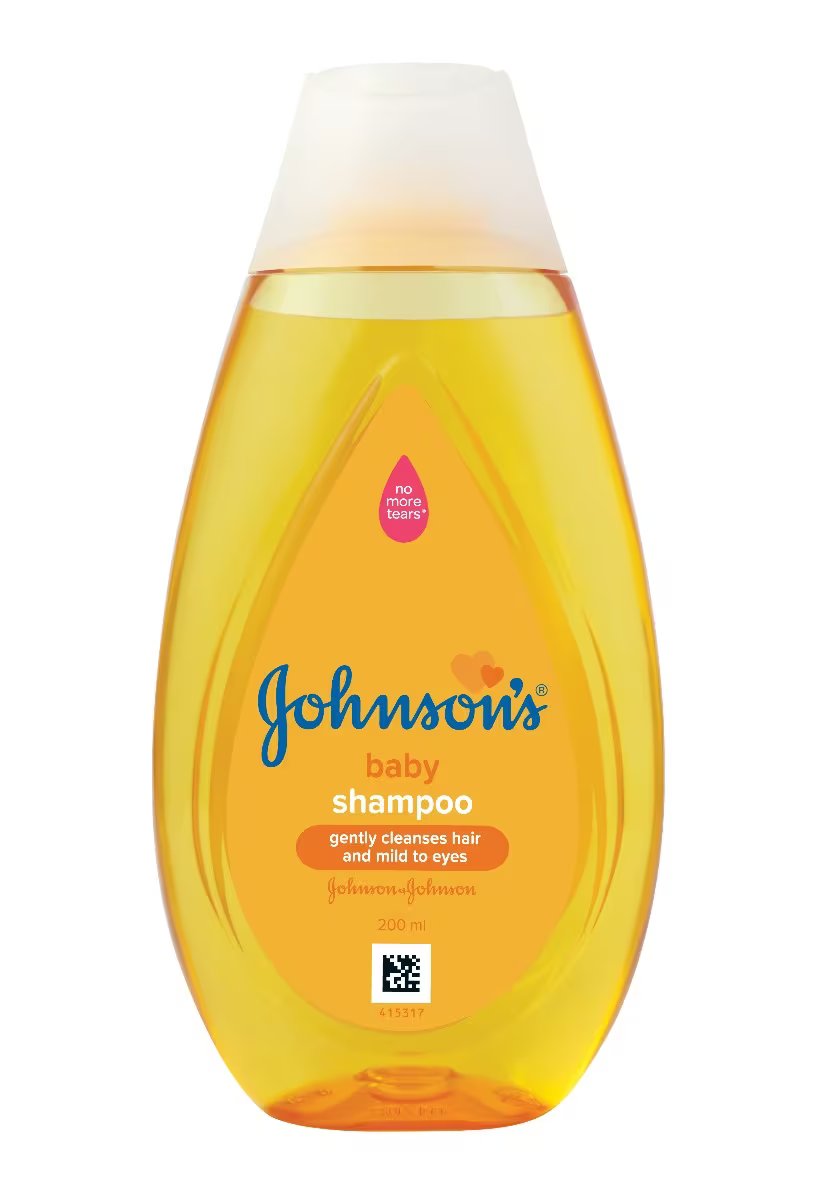 no
more
tears*
Johnson's®
baby
shampoo
gently cleanses hair
and mild to eyes
Johnson & Johnson
200 ml
415317